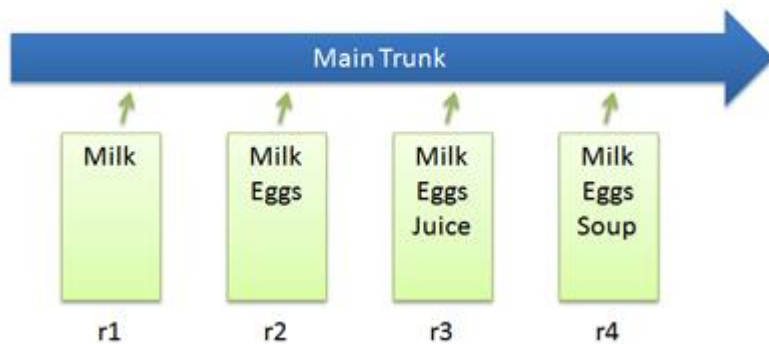 Main Trunk
Milk
Milk
Eggs
Milk
Eggs
Juice
Milk
Eggs
Soup
r1
r2
r3
r4